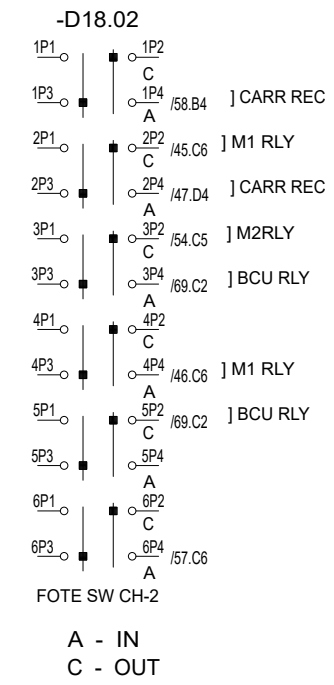 -D18.02
1P1 1P2
C
1P3 1P4 /58.B4 ] CARR REC
A
2P1 2P2 /45.C6 ] M1 RLY
C
2P3 2P4 /47.D4 ] CARR REC
A
3P1 3P2 /54.C5 ] M2RLY
C
3P3 3P4 /69.C2 ] BCU RLY
A
4P1 4P2
C
4P3 4P4 /46.C6 ] M1 RLY
A
5P1 5P2 /69.C2 ] BCU RLY
C
5P3 5P4
A
6P1 6P2
C
6P3 6P4 /57.C6
A
FOTE SW CH-2
A - IN
C - OUT